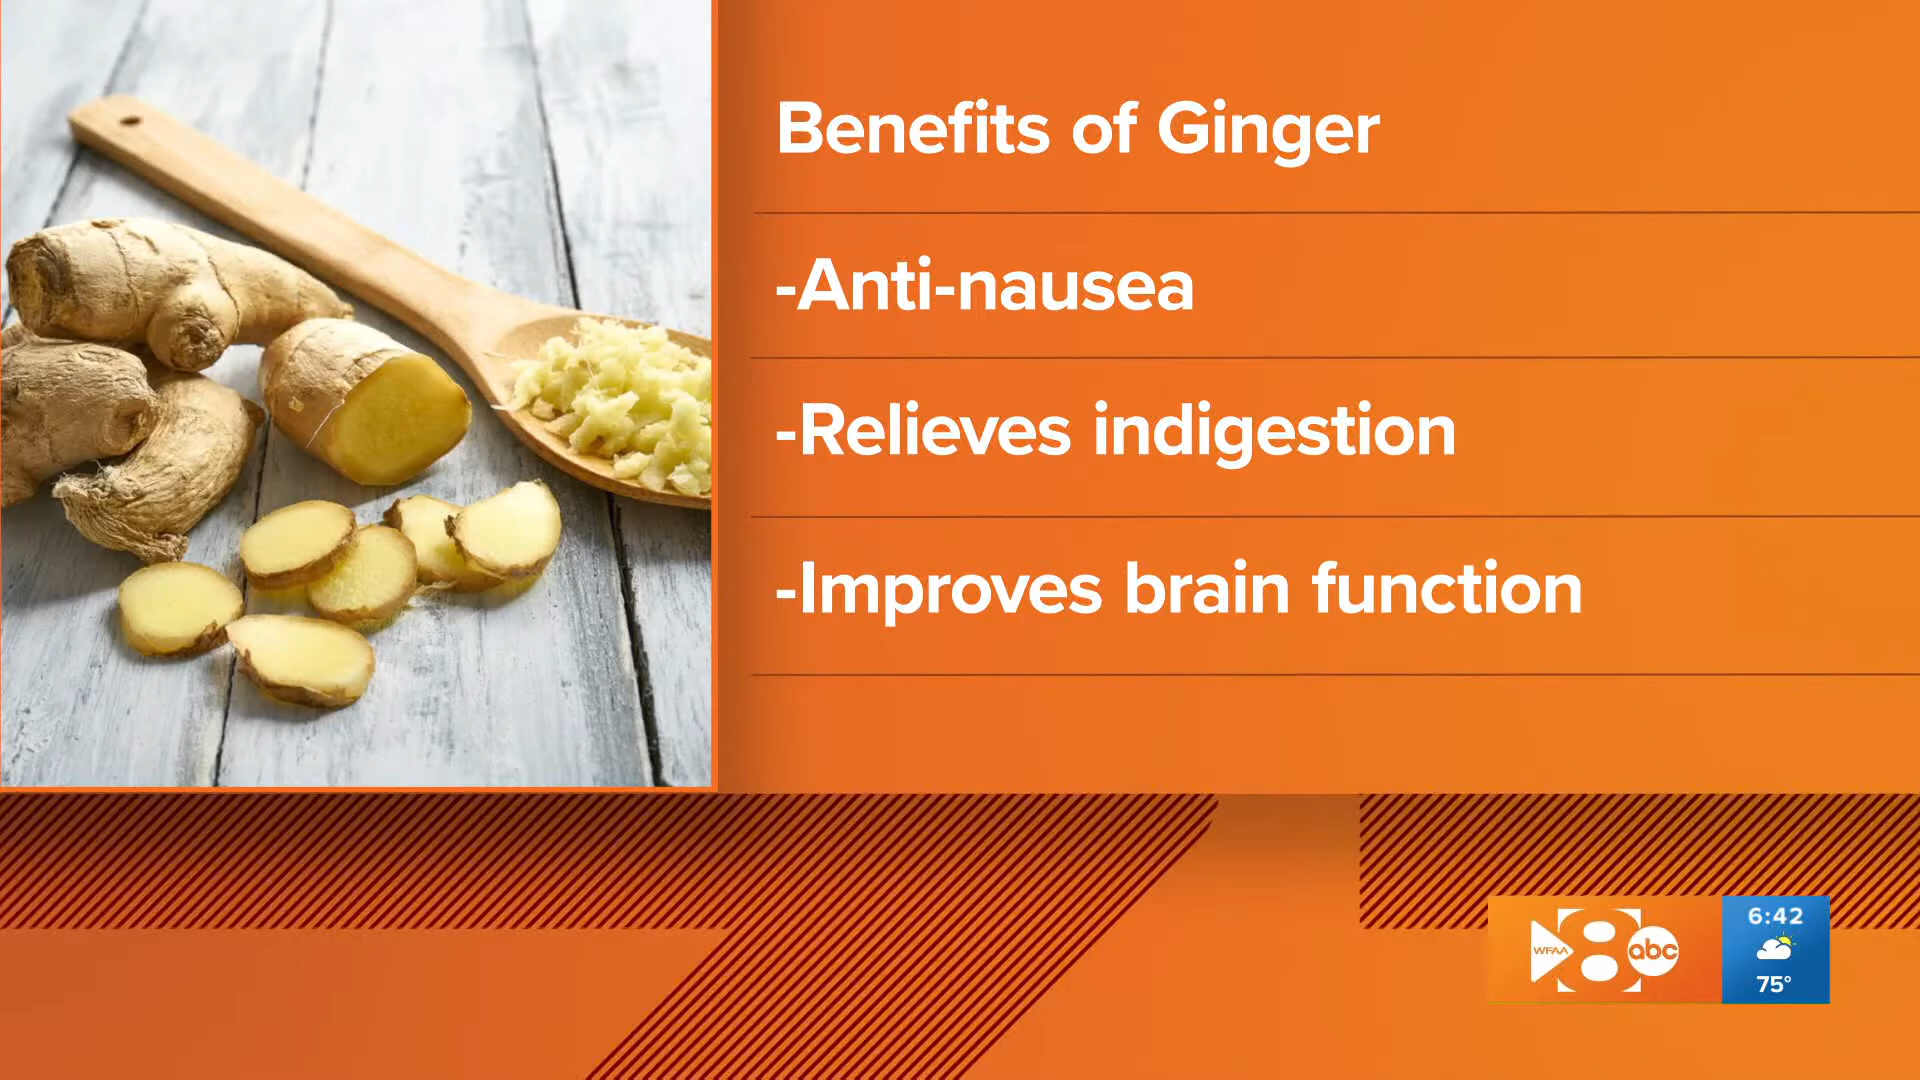 Benefits of Ginger
-Anti-nausea
-Relieves indigestion
-Improves brain function
WFAA 8 abc
6:42
75°